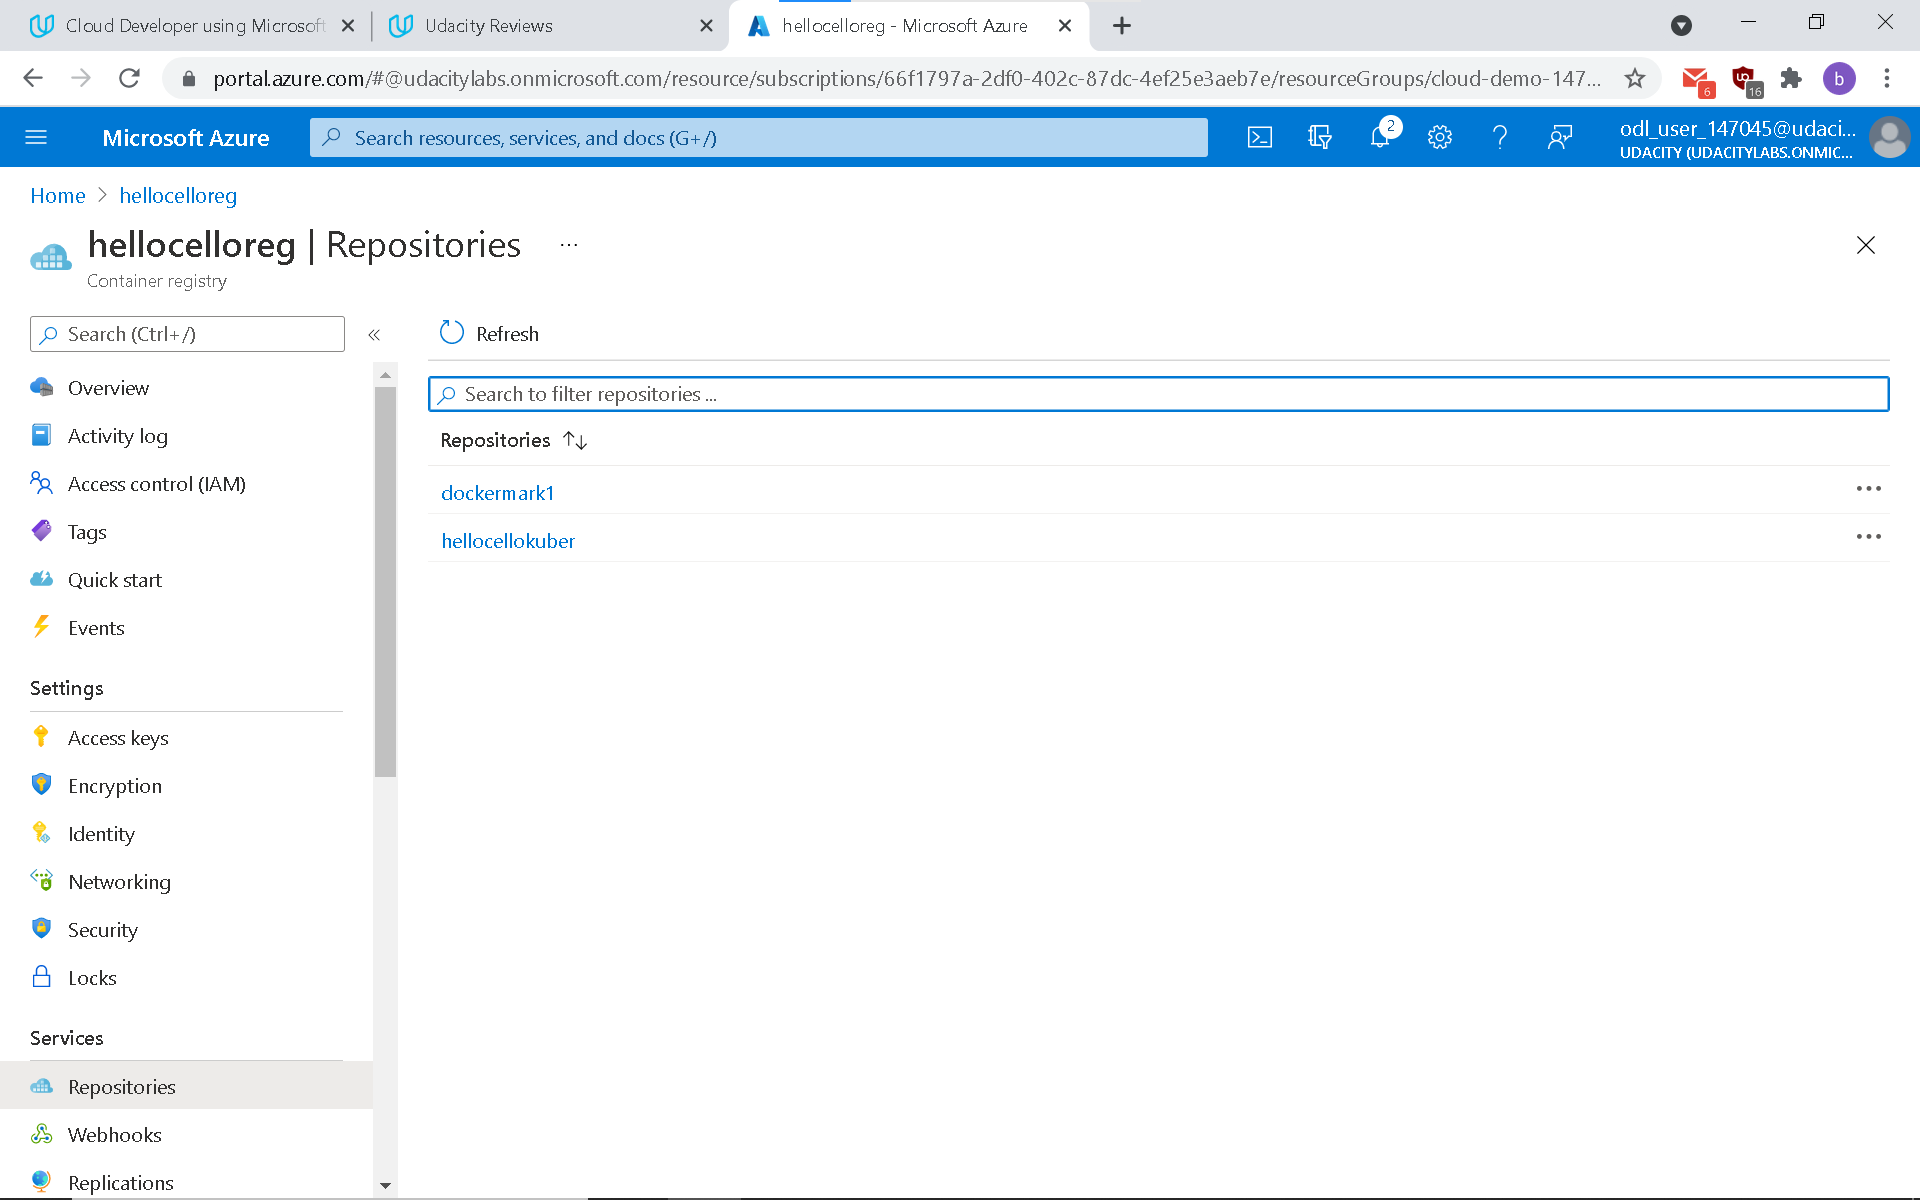 Cloud Developer using Microsoft
Udacity Reviews
hellocelloreg - Microsoft Azure
portal.azure.com/#@udacitylabs.onmicrosoft.com/resource/subscriptions/66f1797a-2df0-402c-87dc-4ef25e3aeb7e/resourceGroups/cloud-demo-147...
6
16
b
Microsoft Azure
Search resources, services, and docs (G+/)
2
odl_user_147045@udaci...
UDACITY (UDACITYLABS.ONMIC...
Home > hellocelloreg
hellocelloreg | Repositories ...
Container registry
Search (Ctrl+/)
«
Refresh
Search to filter repositories ...
Repositories
dockermark1
hellocellokuber
Overview
Activity log
Access control (IAM)
Tags
Quick start
Events
Settings
Access keys
Encryption
Identity
Networking
Security
Locks
Services
Repositories
Webhooks
Replications